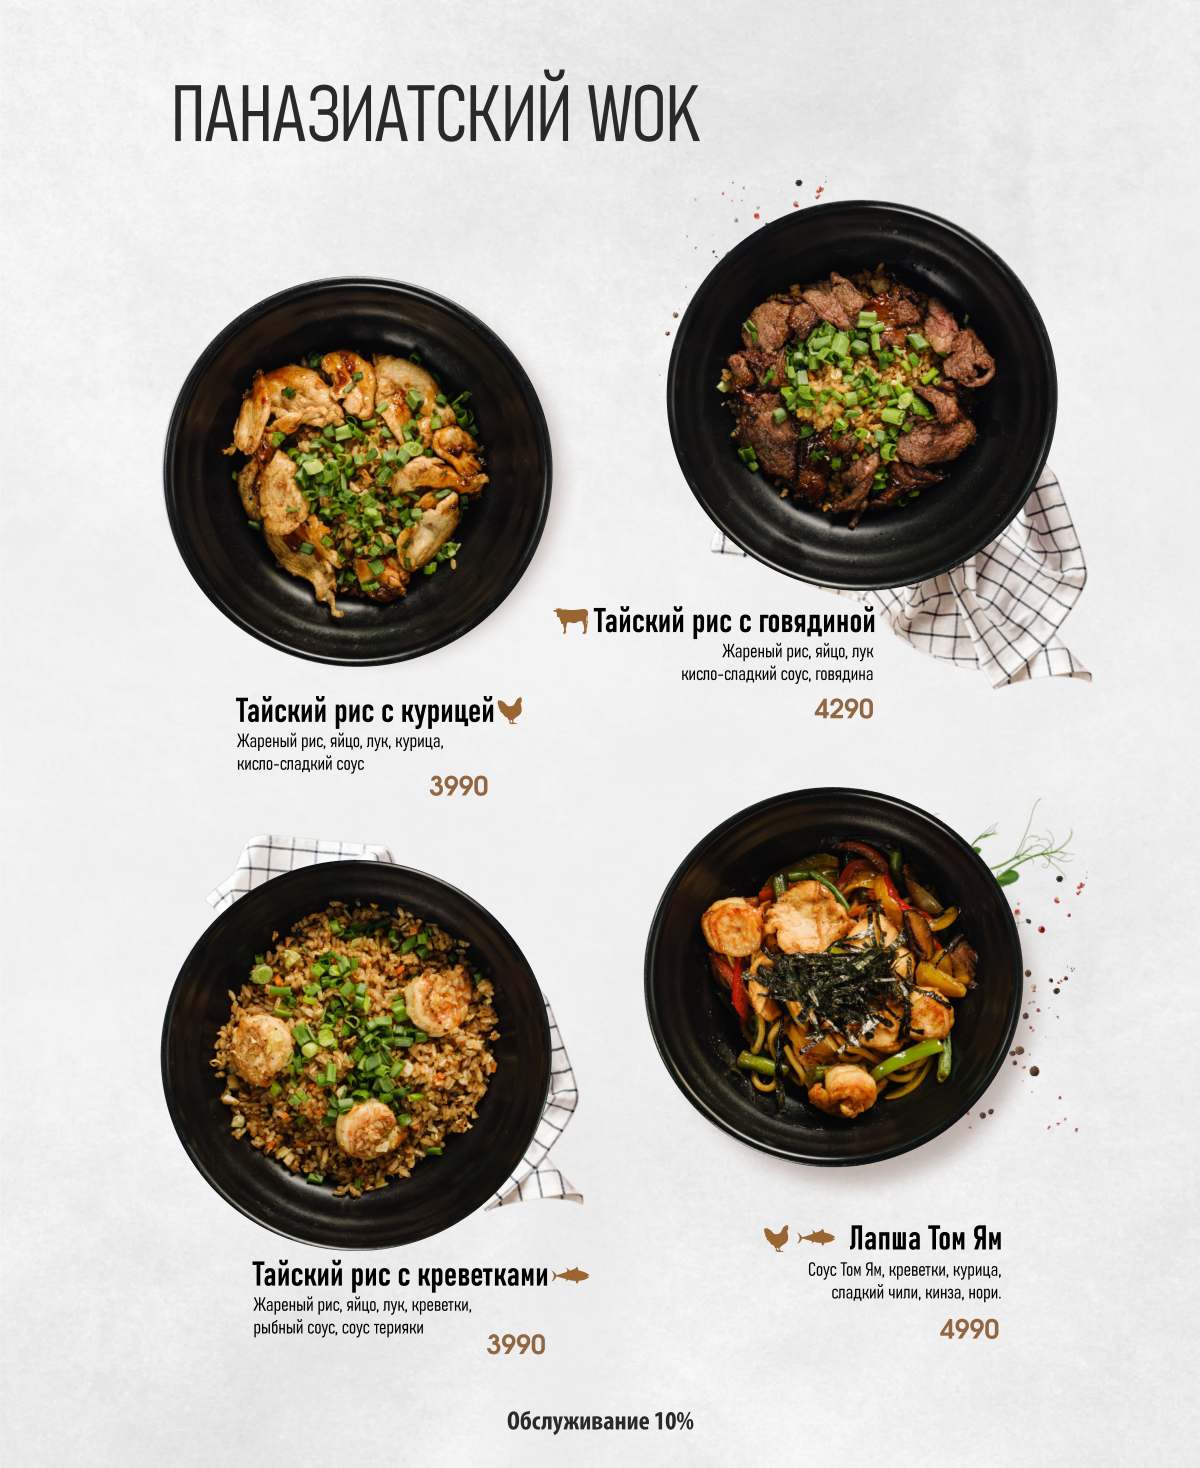 ПАНАЗИАТСКИЙ WOK
Тайский рис с говядиной
Жареный рис, яйцо, лук
кисло-сладкий соус, говядина
4290
Тайский рис с курицей
Жареный рис, яйцо, лук, курица,
кисло-сладкий соус
3990
Тайский рис с креветками
Жареный рис, яйцо, лук, креветки,
рыбный соус, соус терияки
3990
Лапша Том Ям
Соус Том Ям, креветки, курица,
сладкий чили, кинза, нори.
4990
Обслуживание 10%